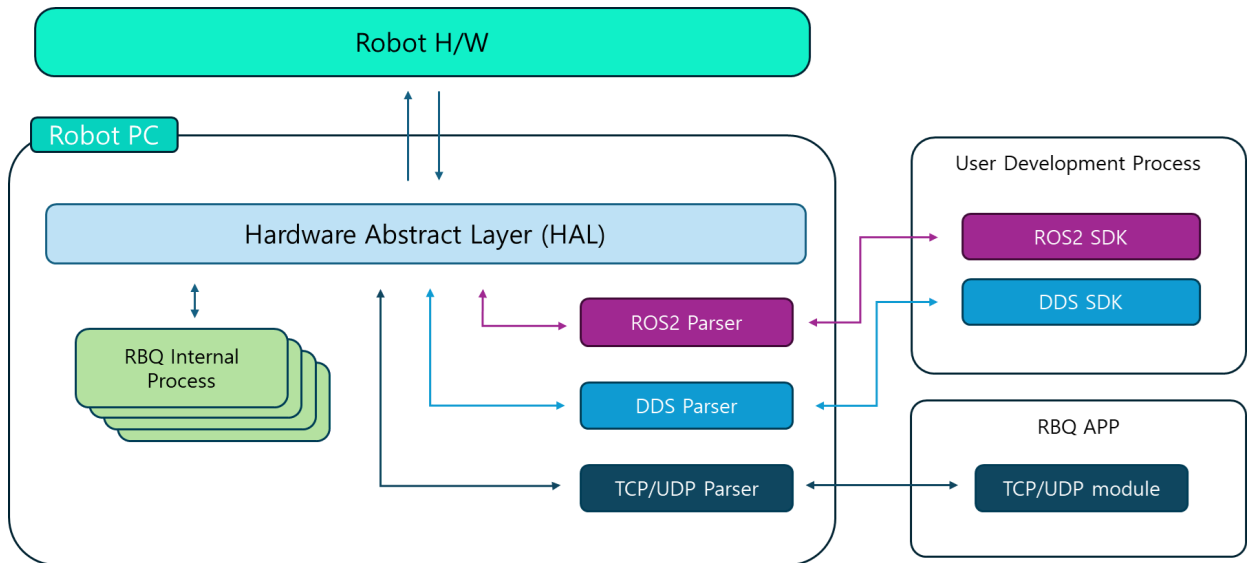 Robot H/W
Robot PC
User Development Process
Hardware Abstract Layer (HAL)
ROS2 SDK
DDS SDK
ROS2 Parser
RBQ Internal
Process
DDS Parser
RBQ APP
TCP/UDP Parser
TCP/UDP module